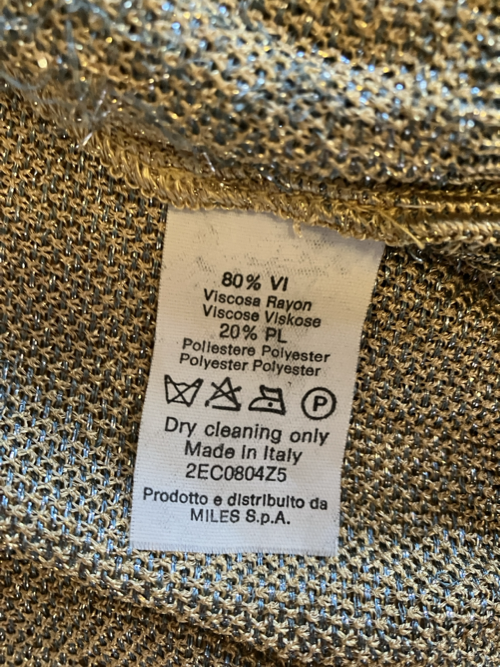 80% VI
Viscosa Rayon
Viscose Viskose
20% PL
Poliestere Polyester
Polyester Polyester
P
Dry cleaning only
Made in Italy
2EC0804Z5
Prodotto e distribuito da
MILES S.p.A.